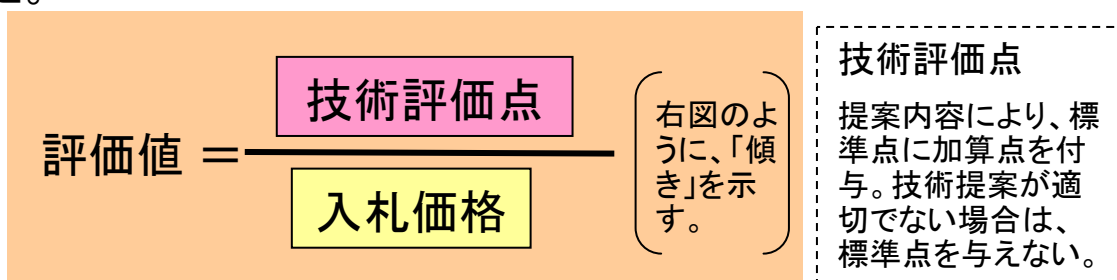 技術評価点
評価値 =
入札価格
右図のよ
うに、「傾
き」を示
す。
技術評価点
提案内容により、標
準点に加算点を付
与。技術提案が適
切でない場合は、
標準点を与えない。